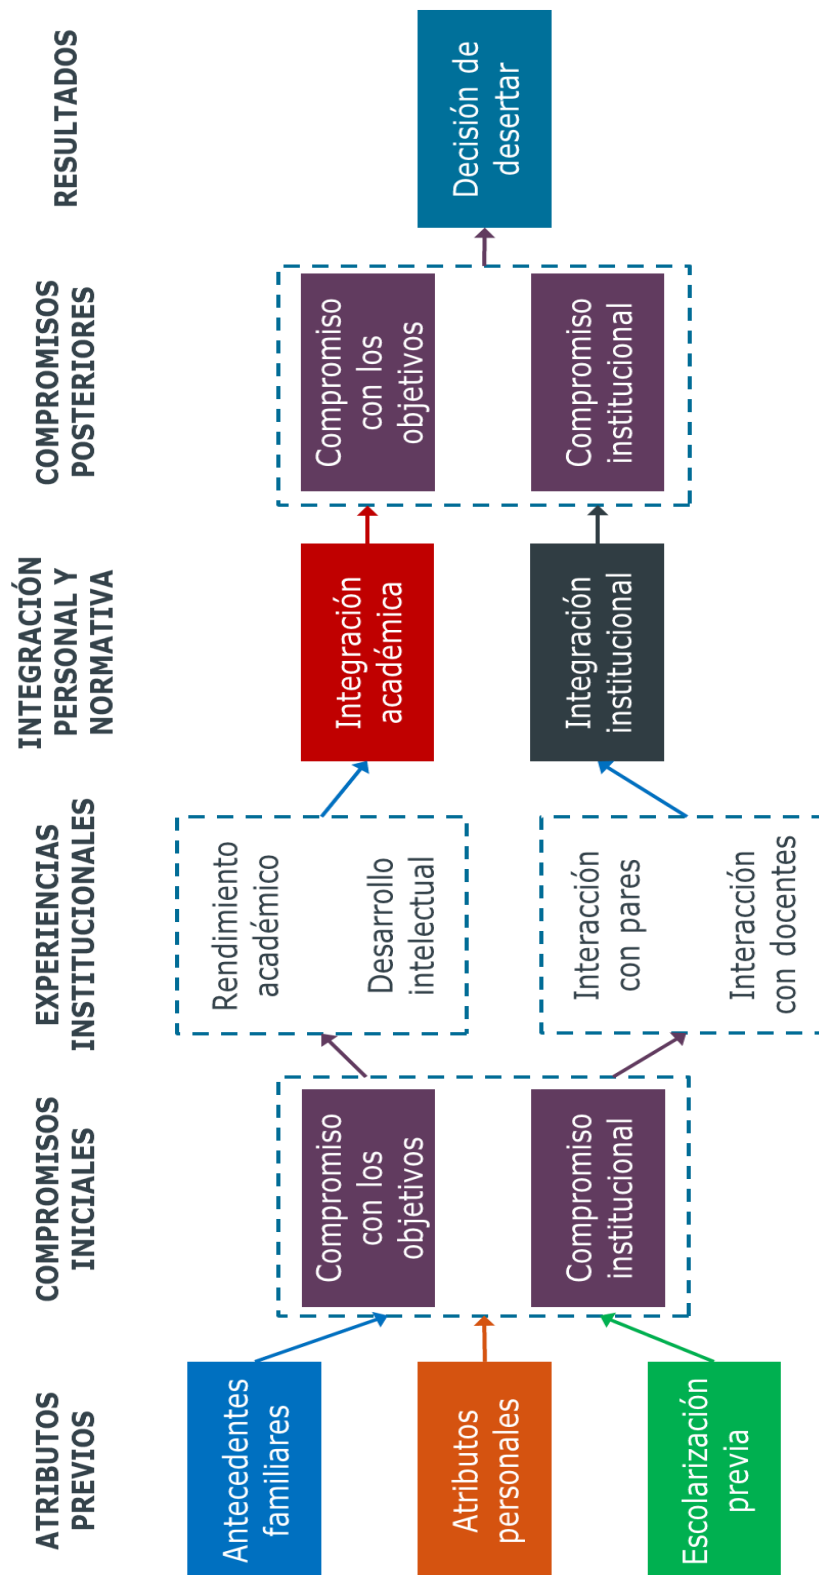 ATRIBUTOS
PREVIOS
COMPROMISOS
INICIALES
EXPERIENCIAS
INSTITUCIONALES
INTEGRACIÓN
PERSONAL Y
NORMATIVA
COMPROMISOS
POSTERIORES
RESULTADOS
Antecedentes
familiares
Atributos
personales
Escolarización
previa
Compromiso
con los
objetivos
Compromiso
institucional
Rendimiento
académico
Desarrollo
intelectual
Interacción
con pares
Interacción
con docentes
Integración
académica
Integración
institucional
Compromiso
con los
objetivos
Compromiso
institucional
Decisión de
desertar